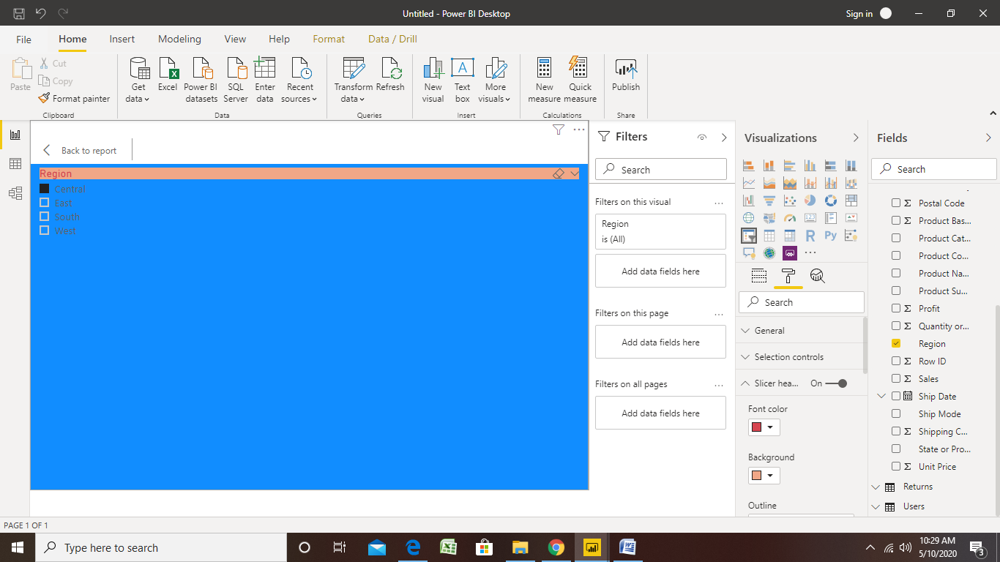 Untitled - Power BI Desktop
Sign in
File Home Insert Modeling View Help Format Data / Drill
Paste
Cut
Copy
Format painter
Clipboard
Get data
Excel
Power BI datasets
SQL Server
Enter data
Recent sources
Data
Transform data
Refresh
Queries
New visual
Text box
More visuals
Insert
New measure
Quick measure
Calculations
Publish
Share
Back to report
Region
Central
East
South
West
Filters
Search
Filters on this visual
Region
is (All)
Add data fields here
Filters on this page
Add data fields here
Filters on all pages
Add data fields here
Visualizations
123
R
Py
Search
General
Selection controls
Slicer hea... On
Font color
Background
Outline
Fields
Search
Σ Postal Code
Σ Product Bas...
Product Cat...
Product Co...
Product Na...
Product Su...
Σ Profit
Σ Quantity or...
Region
Σ Row ID
Σ Sales
Ship Date
Ship Mode
Σ Shipping C...
State or Pro...
Σ Unit Price
Returns
Users
PAGE 1 OF 1
Type here to search
10:29 AM
5/10/2020
3